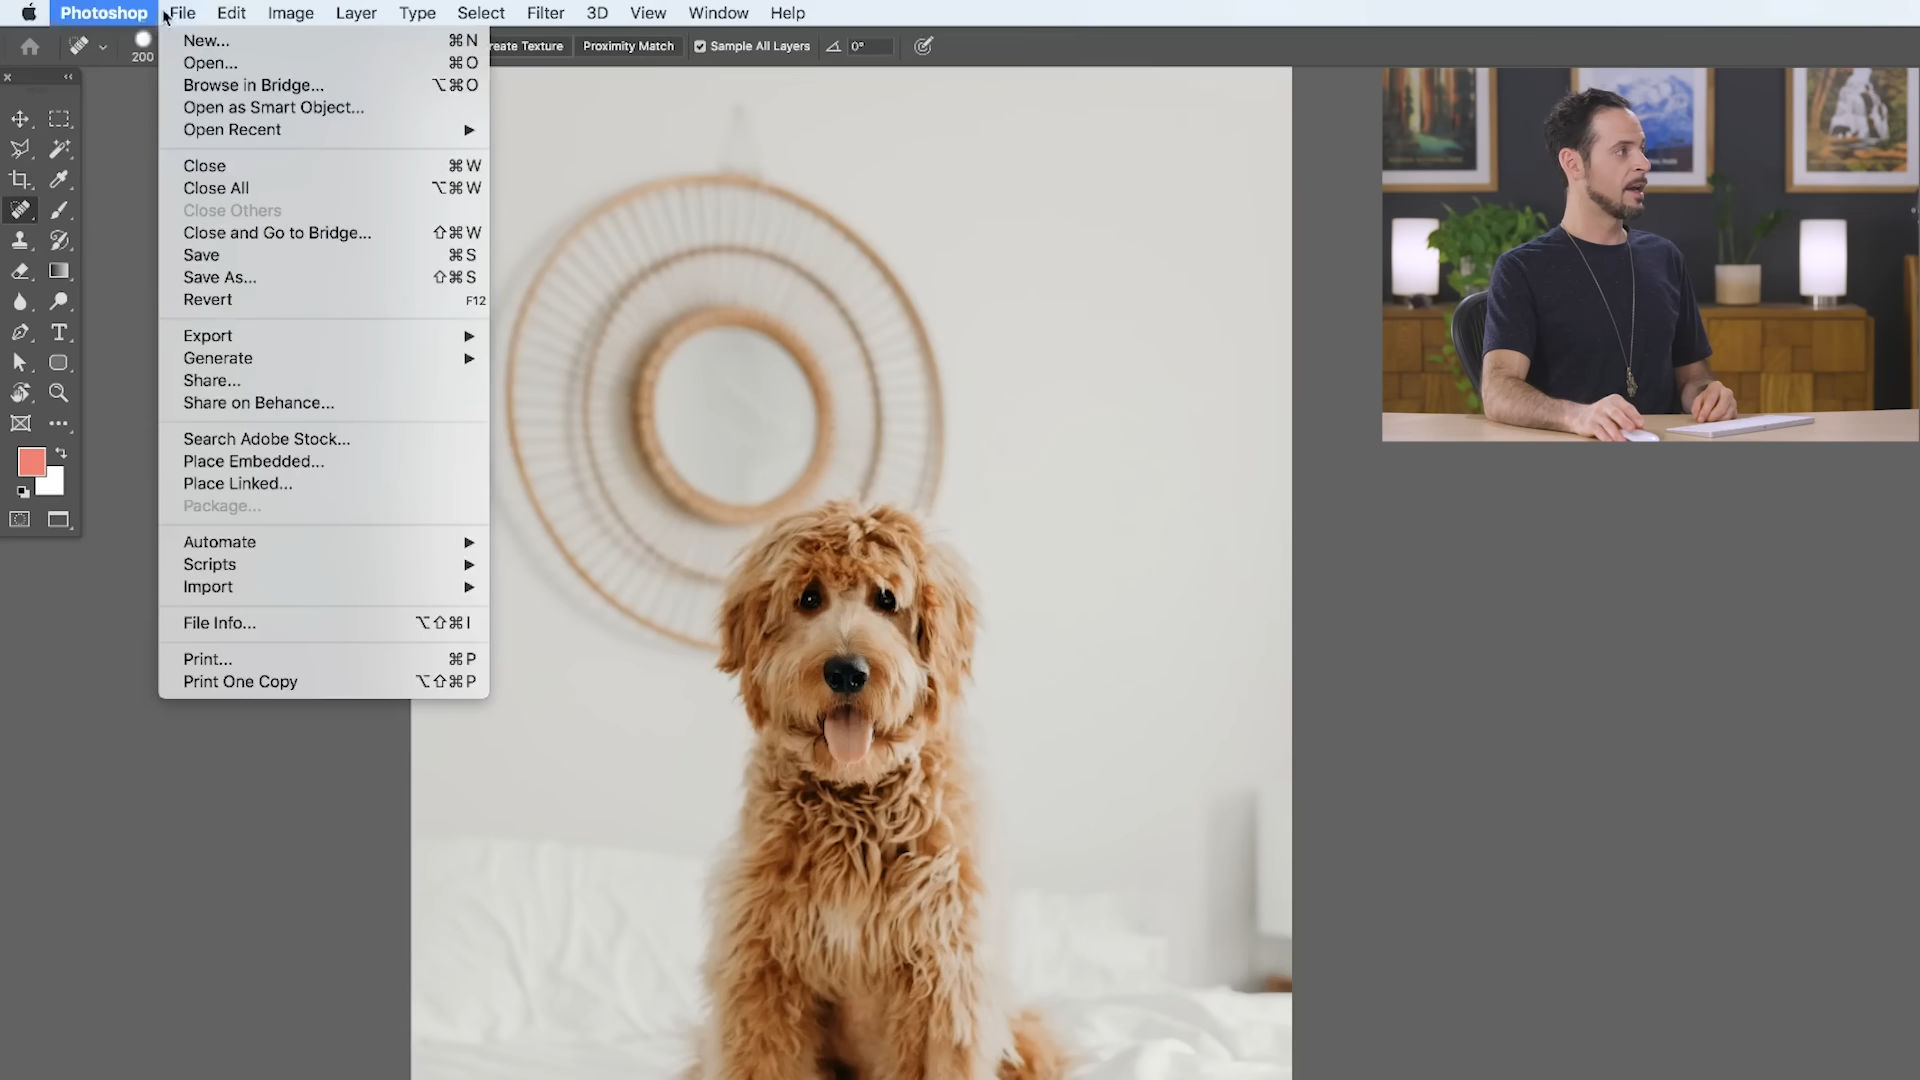 Photoshop File Edit Image Layer Type Select Filter 3D View Window Help
200 reate Texture Proximity Match Sample All Layers 0°
New... ⌘N
Open... ⌘O
Browse in Bridge... ⌥⌘O
Open as Smart Object...
Open Recent
Close ⌘W
Close All ⌥⌘W
Close Others
Close and Go to Bridge... ⇧⌘W
Save ⌘S
Save As... ⇧⌘S
Revert F12
Export
Generate
Share...
Share on Behance...
Search Adobe Stock...
Place Embedded...
Place Linked...
Package...
Automate
Scripts
Import
File Info... ⌥⇧⌘I
Print... ⌘P
Print One Copy ⌥⇧⌘P